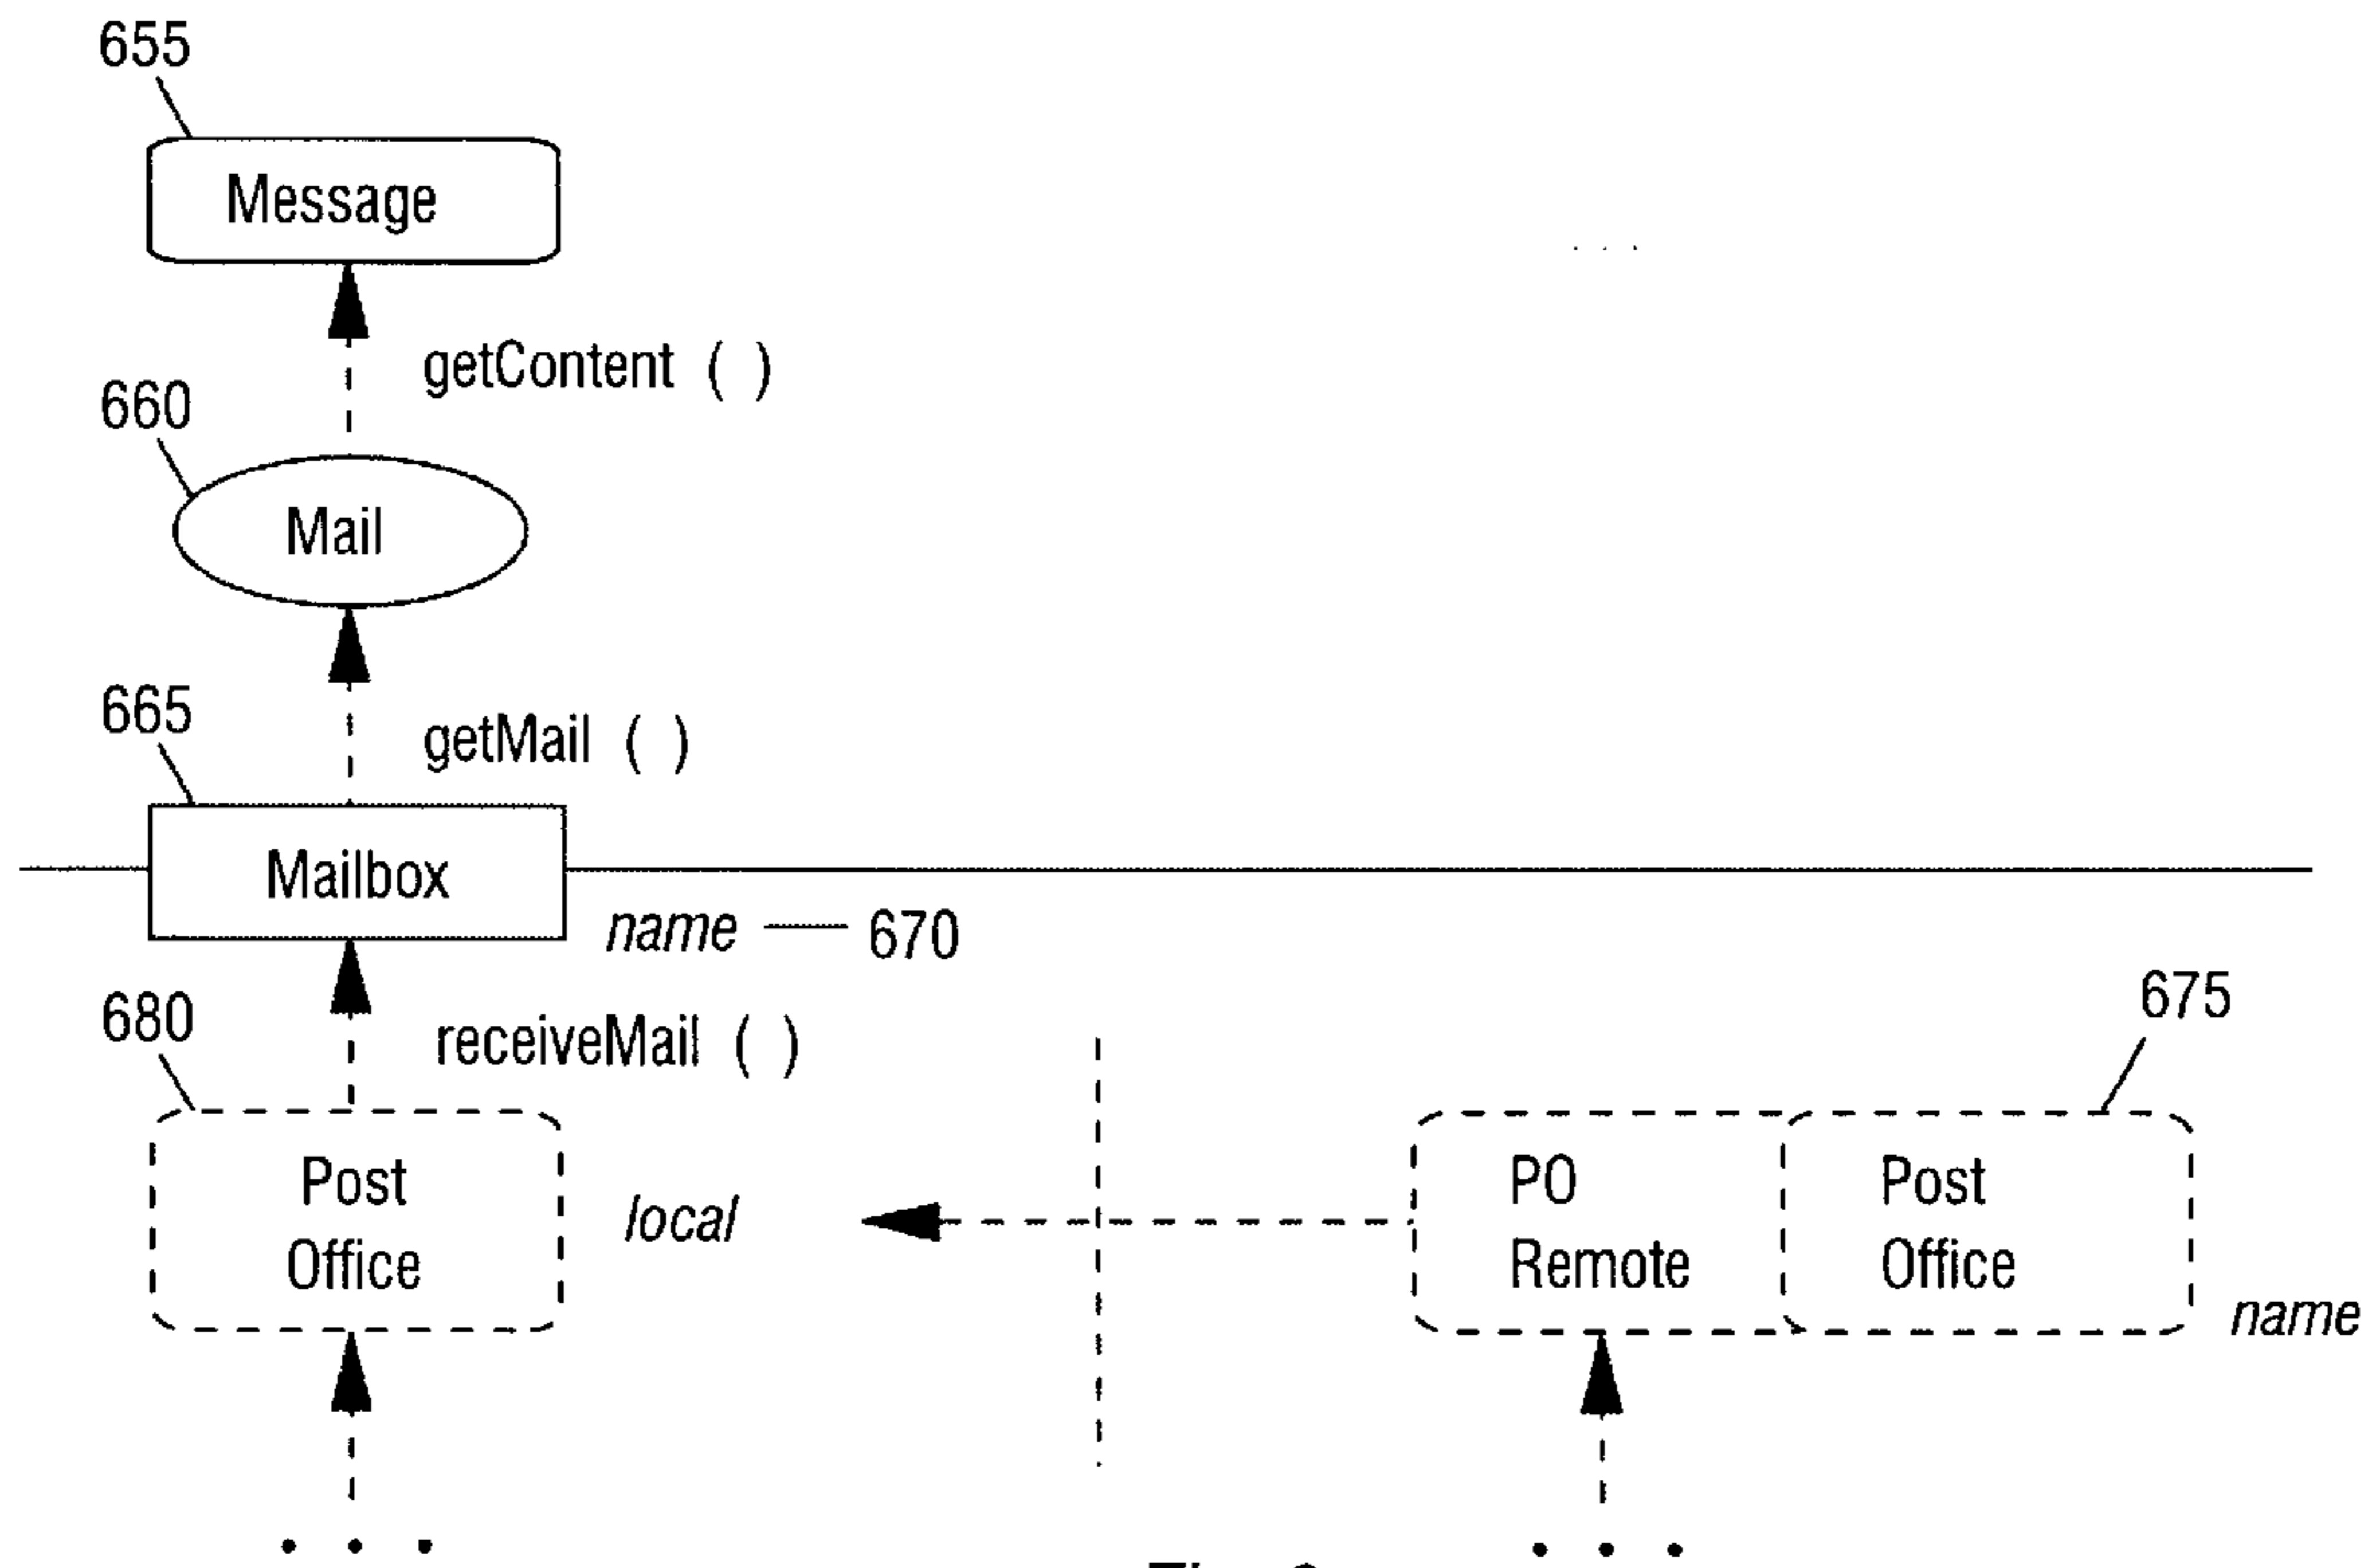 655
Message
. . .
getContent ( )
660
Mail
665
getMail ( )
Mailbox
name — 670
680
receiveMail ( )
675
Post
Office
local
PO
Remote
Post
Office
name
. . .
. . .